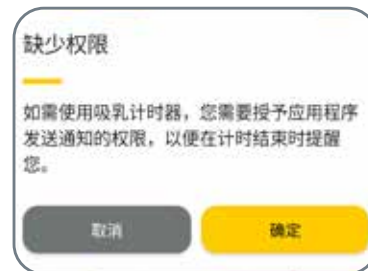 缺少权限
如需使用吸乳计时器，您需要授予应用程序
发送通知的权限，以便在计时结束时提醒
您。
取消
确定